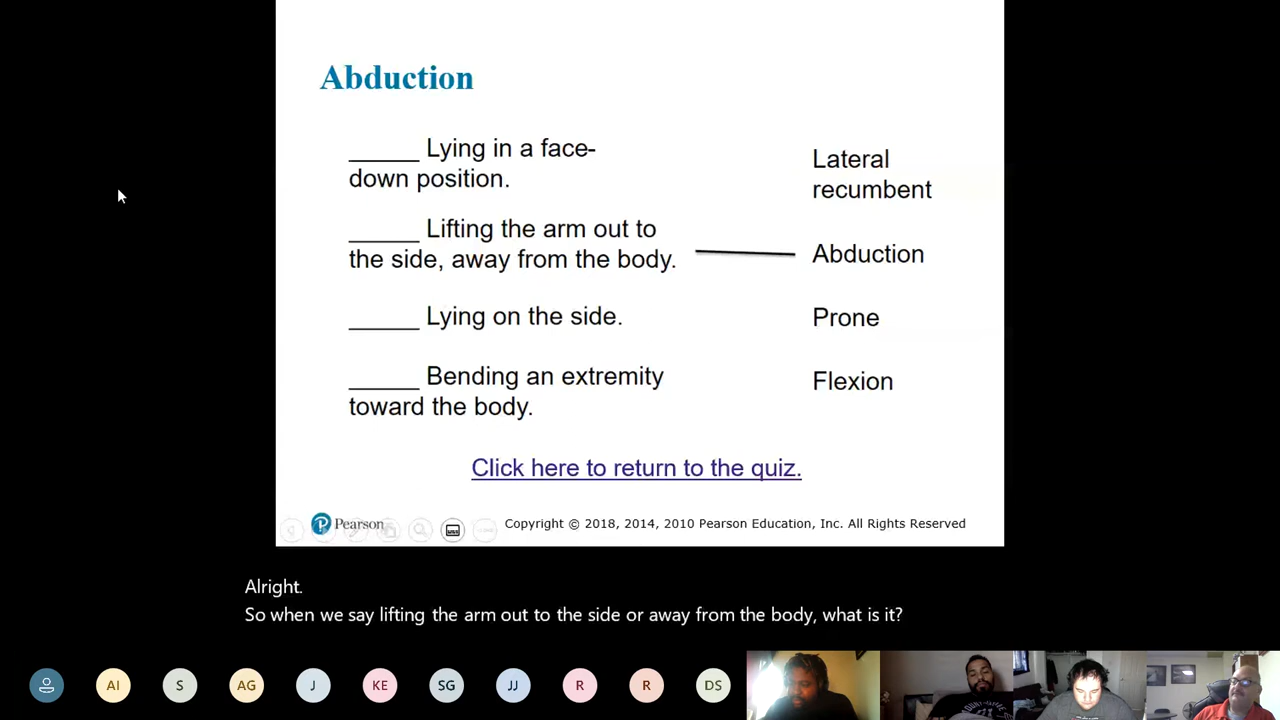 Abduction
_____ Lying in a face-
down position.
Lateral
recumbent
_____ Lifting the arm out to
the side, away from the body.
Abduction
_____ Lying on the side.
Prone
_____ Bending an extremity
toward the body.
Flexion
Click here to return to the quiz.
Pearson
Copyright © 2018, 2014, 2010 Pearson Education, Inc. All Rights Reserved
Alright.
So when we say lifting the arm out to the side or away from the body, what is it?
AI S AG J KE SG JJ R R DS